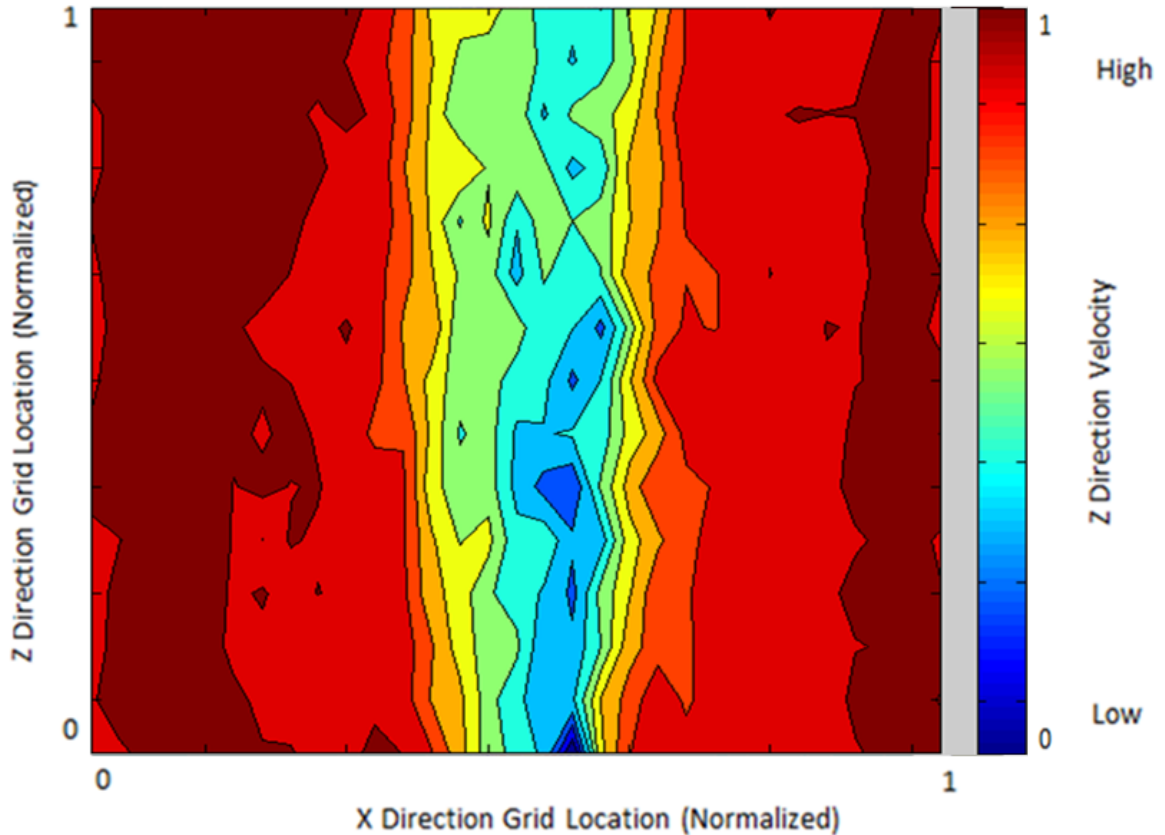 1
1
High
Z Direction Grid Location (Normalized)
Z Direction Velocity
Low
0
0
0
1
X Direction Grid Location (Normalized)